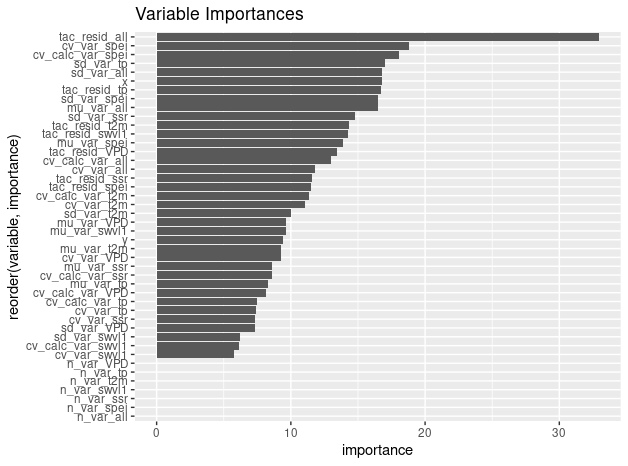 Variable Importances
reorder(variable, importance)
tac_resid_all
cv_var_spei
cv_calc_var_spei
sd_var_tp
sd_var_all
x
tac_resid_tp
sd_var_spei
mu_var_all
sd_var_ssr
tac_resid_t2m
tac_resid_swvl1
mu_var_spei
tac_resid_VPD
cv_calc_var_all
cv_var_all
tac_resid_ssr
tac_resid_spei
cv_calc_var_t2m
cv_var_t2m
sd_var_t2m
mu_var_VPD
mu_var_swvl1
y
mu_var_t2m
cv_var_VPD
mu_var_ssr
cv_calc_var_ssr
mu_var_tp
cv_calc_var_VPD
cv_calc_var_tp
cv_var_tp
cv_var_ssr
sd_var_VPD
sd_var_swvl1
cv_calc_var_swvl1
cv_var_swvl1
n_var_VPD
n_var_tp
n_var_t2m
n_var_swvl1
n_var_ssr
n_var_spei
n_var_all
0 10 20 30
importance